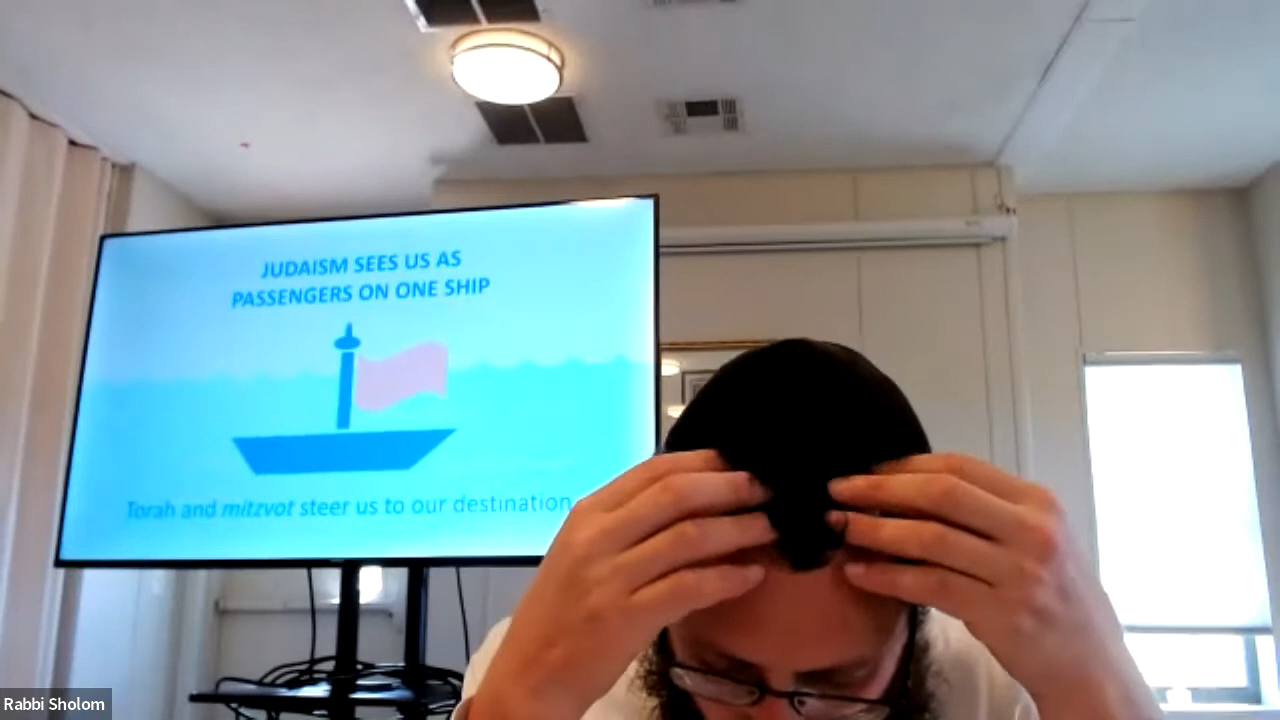 JUDAISM SEES US AS
PASSENGERS ON ONE SHIP
Torah and mitzvot steer us to our destination
Rabbi Sholom